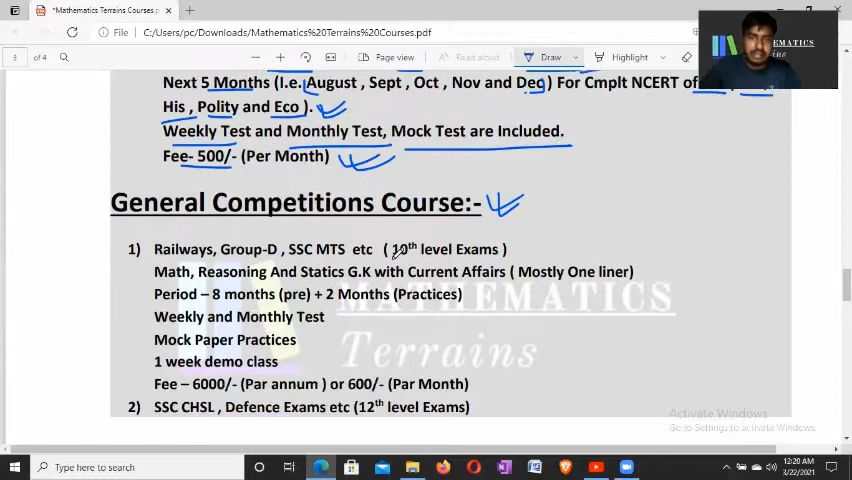 *Mathematics Terrains Courses.p
File
C:/Users/pc/Downloads/Mathematics%20Terrains%20Courses.pdf
3 of 4
Page view
Read aloud
Draw
Highlight
MATHEMATICS
Terrains
Next 5 Months (I.e. August , Sept , Oct , Nov and Dec ) For Cmplt NCERT of
His , Polity and Eco ).
Weekly Test and Monthly Test, Mock Test are Included.
Fee- 500/- (Per Month)
General Competitions Course:-
1) Railways, Group-D , SSC MTS etc ( 10th level Exams )
Math, Reasoning And Statics G.K with Current Affairs ( Mostly One liner)
Period – 8 months (pre) + 2 Months (Practices)
Weekly and Monthly Test
Mock Paper Practices
1 week demo class
Fee – 6000/- (Par annum ) or 600/- (Par Month)
2) SSC CHSL , Defence Exams etc (12th level Exams)
MATHEMATICS
Terrains
Activate Windows
Go to Settings to activate Windows.
Type here to search
12:20 AM
3/22/2021